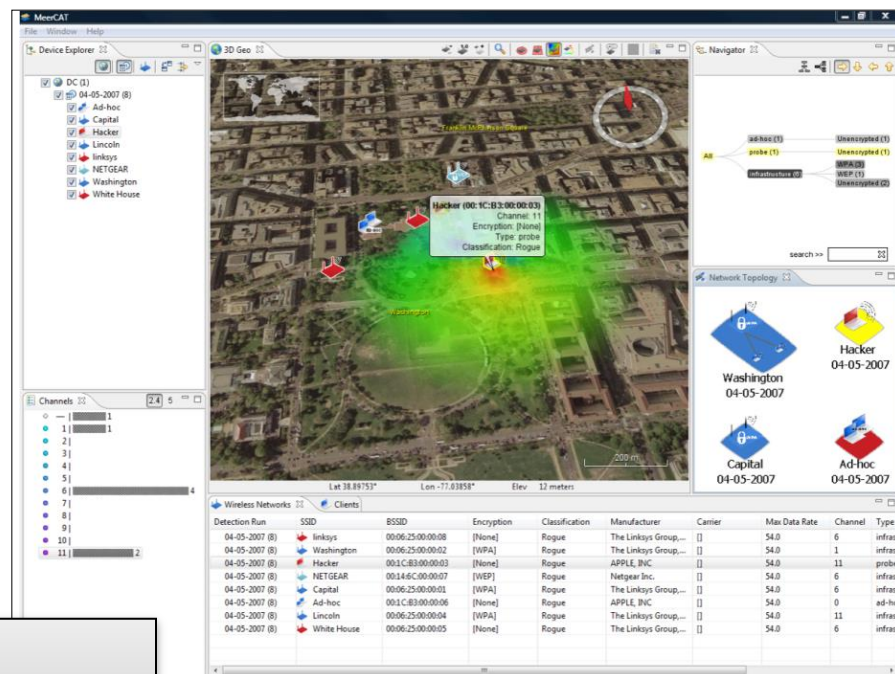 MeerCAT
File Window Help
Device Explorer
DC (1)
04-05-2007 (8)
Ad-hoc
Capital
Hacker
Lincoln
linksys
NETGEAR
Washington
White House
3D Geo
Franklin McPherson Square
Hacker (00:1C:B3:00:00:03)
Channel: 11
Encryption: [None]
Type: probe
Classification: Rogue
Washington
200 m
Lat 38.89753° Lon -77.03858° Elev 12 meters
Navigator
All
ad-hoc (1) Unencrypted (1)
probe (1) Unencrypted (1)
infrastructure (6) WPA (3)
WEP (1)
Unencrypted (2)
search >>
Network Topology
Washington
04-05-2007
Hacker
04-05-2007
Capital
04-05-2007
Ad-hoc
04-05-2007
Channels 2.4 5
— | 1
1 | 1
2 |
3 |
4 |
5 |
6 | 4
7 |
8 |
9 |
10 |
11 | 2
Wireless Networks Clients
Detection Run SSID BSSID Encryption Classification Manufacturer Carrier Max Data Rate Channel Type
04-05-2007 (8) linksys 00:06:25:00:00:08 [None] Rogue The Linksys Group,... [] 54.0 6 infras
04-05-2007 (8) Washington 00:06:25:00:00:02 [WPA] Rogue The Linksys Group,... [] 54.0 1 infras
04-05-2007 (8) Hacker 00:1C:B3:00:00:03 [None] Rogue APPLE, INC [] 54.0 11 probe
04-05-2007 (8) NETGEAR 00:14:6C:00:00:07 [WEP] Rogue Netgear Inc. [] 54.0 6 infras
04-05-2007 (8) Capital 00:06:25:00:00:01 [WPA] Rogue The Linksys Group,... [] 54.0 6 infras
04-05-2007 (8) Ad-hoc 00:1C:B3:00:00:06 [None] Rogue APPLE, INC [] 54.0 0 ad-ho
04-05-2007 (8) Lincoln 00:06:25:00:00:04 [WPA] Rogue The Linksys Group,... [] 54.0 11 infras
04-05-2007 (8) White House 00:06:25:00:00:05 [None] Rogue The Linksys Group,... [] 54.0 6 infras